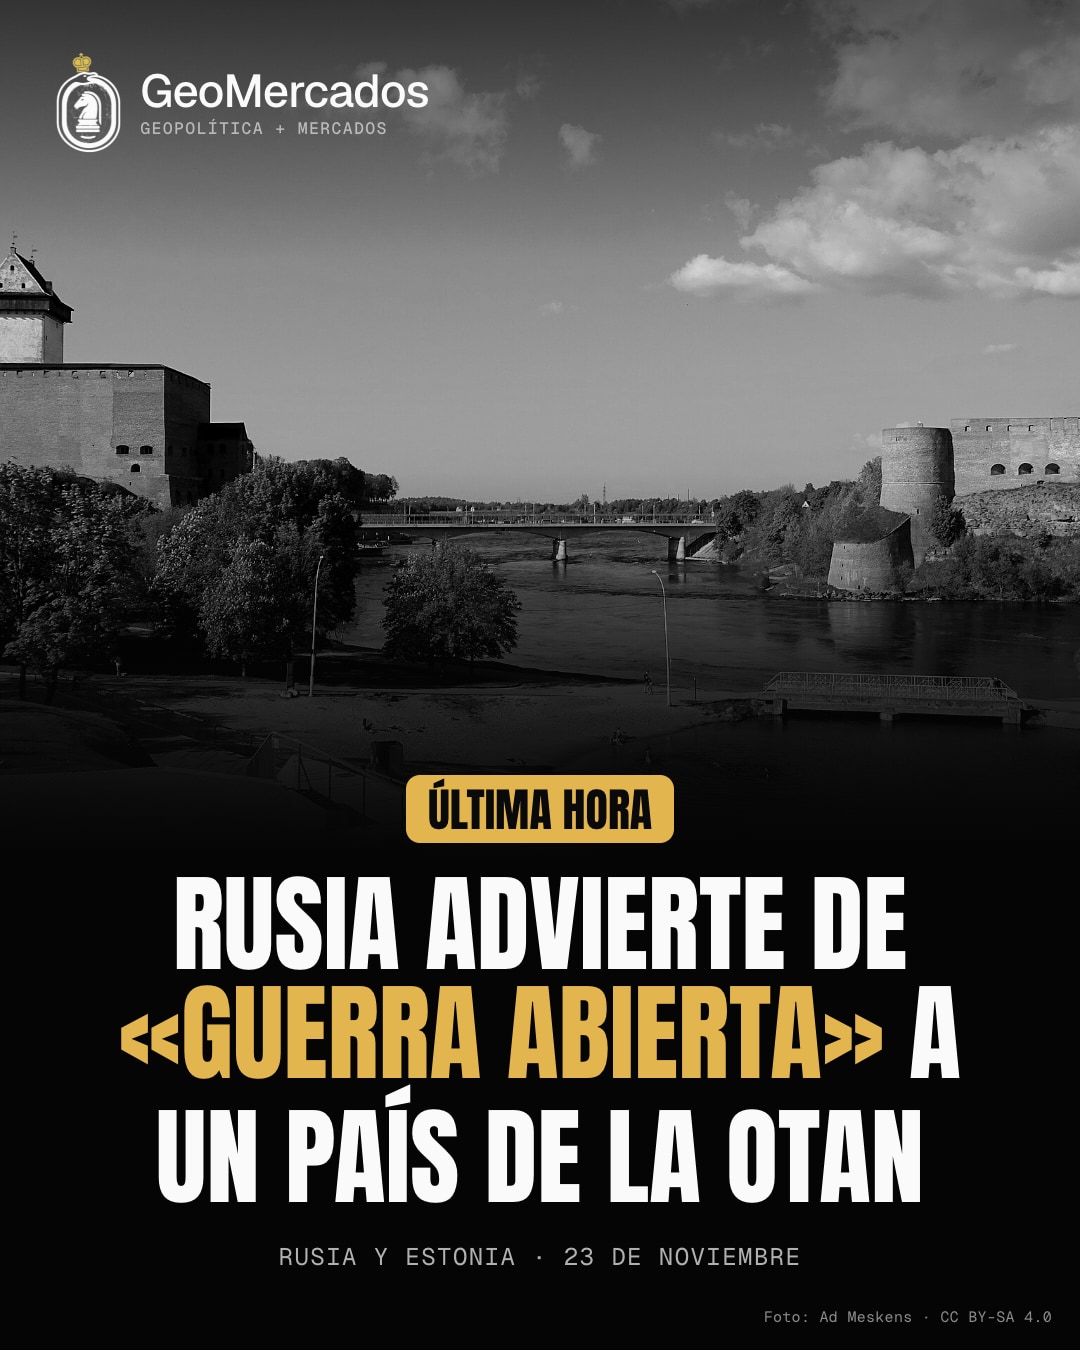 GeoMercados
GEOPOLÍTICA + MERCADOS
ÚLTIMA HORA
RUSIA ADVIERTE DE
«GUERRA ABIERTA» A
UN PAÍS DE LA OTAN
RUSIA Y ESTONIA · 23 DE NOVIEMBRE
Foto: Ad Meskens · CC BY-SA 4.0